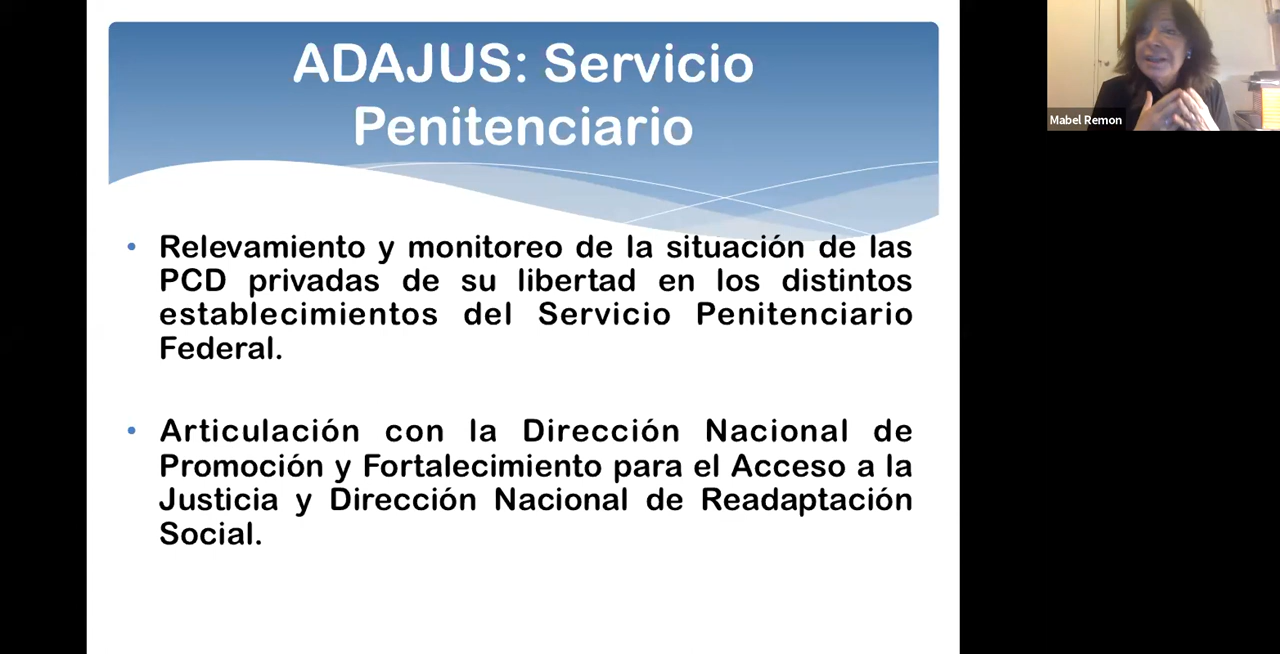 ADAJUS: Servicio
Penitenciario
• Relevamiento y monitoreo de la situación de las
PCD privadas de su libertad en los distintos
establecimientos del Servicio Penitenciario
Federal.
• Articulación con la Dirección Nacional de
Promoción y Fortalecimiento para el Acceso a la
Justicia y Dirección Nacional de Readaptación
Social.
Mabel Remon